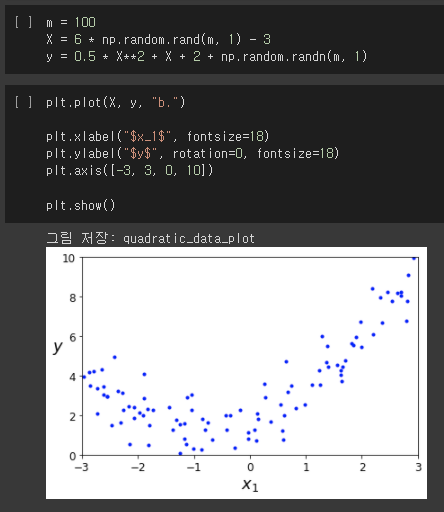 [ ] m = 100
X = 6 * np.random.rand(m, 1) - 3
y = 0.5 * X**2 + X + 2 + np.random.randn(m, 1)
[ ] plt.plot(X, y, "b.")
plt.xlabel("$x_1$", fontsize=18)
plt.ylabel("$y$", rotation=0, fontsize=18)
plt.axis([-3, 3, 0, 10])
plt.show()
그림 저장: quadratic_data_plot
10
8
6
y
4
2
0
−3 −2 −1 0 1 2 3
x₁